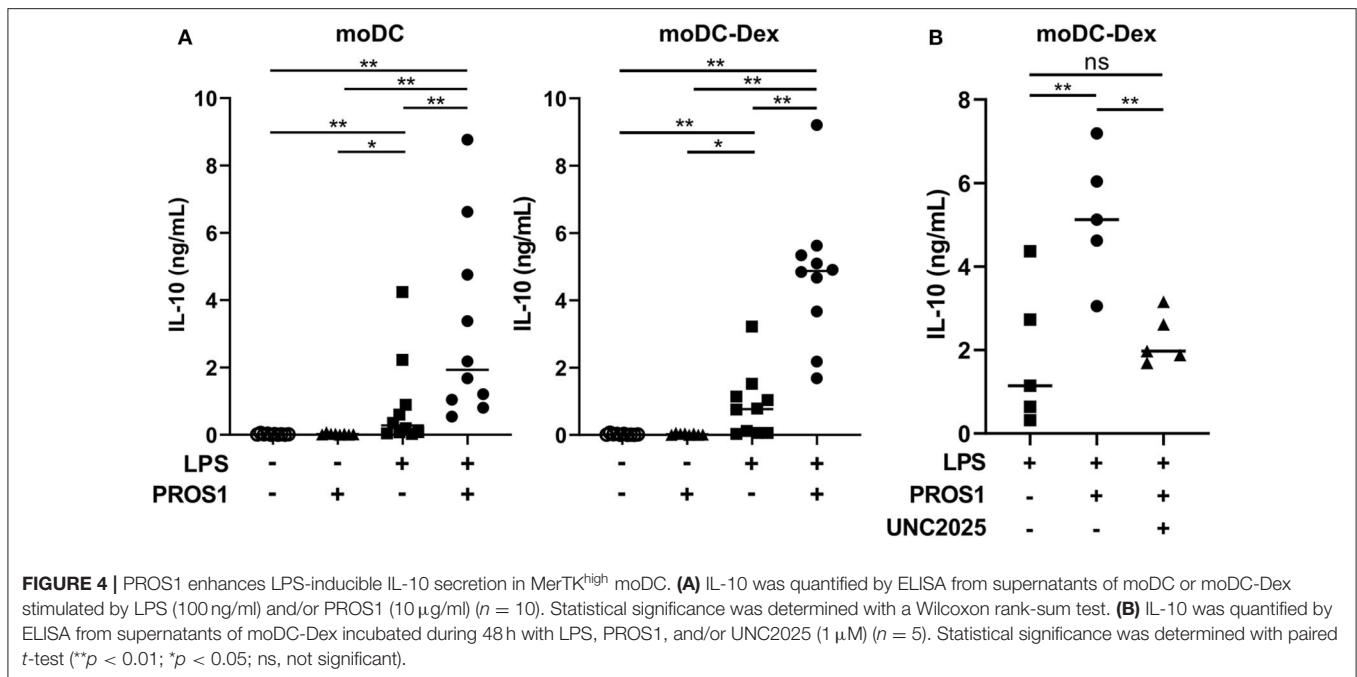 A
moDC
moDC-Dex
B
moDC-Dex
**
**
**
**
*
**
**
**
**
*
ns
**
**
IL-10 (ng/mL)
10
8
6
4
2
0
IL-10 (ng/mL)
10
8
6
4
2
0
IL-10 (ng/mL)
8
6
4
2
0
LPS - - + + - - + + LPS + + +
PROS1 - + - + - + - + PROS1 - + +
UNC2025 - - +
FIGURE 4 | PROS1 enhances LPS-inducible IL-10 secretion in MerTKhigh moDC. (A) IL-10 was quantified by ELISA from supernatants of moDC or moDC-Dex
stimulated by LPS (100 ng/ml) and/or PROS1 (10 μg/ml) (n = 10). Statistical significance was determined with a Wilcoxon rank-sum test. (B) IL-10 was quantified by
ELISA from supernatants of moDC-Dex incubated during 48 h with LPS, PROS1, and/or UNC2025 (1 μM) (n = 5). Statistical significance was determined with paired
t-test (**p < 0.01; *p < 0.05; ns, not significant).